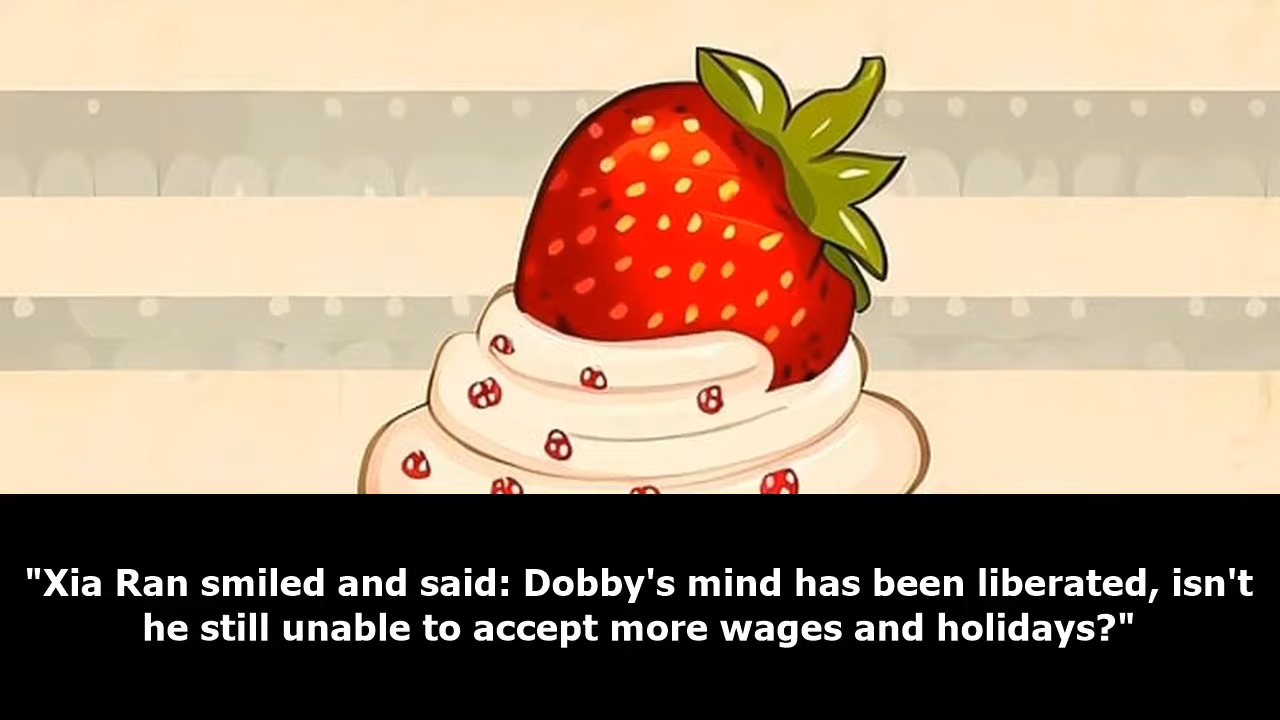 "Xia Ran smiled and said: Dobby's mind has been liberated, isn't
he still unable to accept more wages and holidays?"